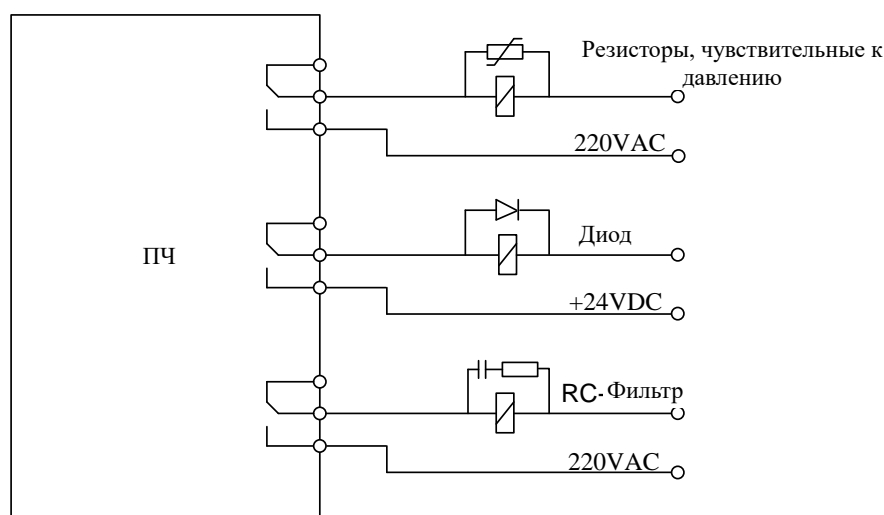 Резисторы, чувствительные к
давлению
220VAC
ПЧ
Диод
+24VDC
RC-Фильтр
220VAC